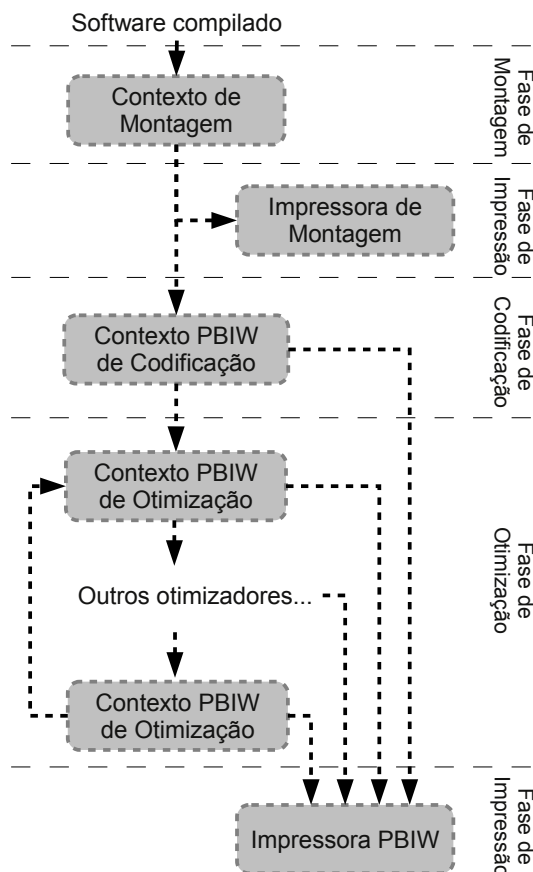 Software compilado
Contexto de
Montagem
Fase de
Montagem
Impressora de
Montagem
Fase de
Impressão
Contexto PBIW
de Codificação
Fase de
Codificação
Contexto PBIW
de Otimização
Outros otimizadores...
Fase de
Otimização
Contexto PBIW
de Otimização
Impressora PBIW
Fase de
Impressão